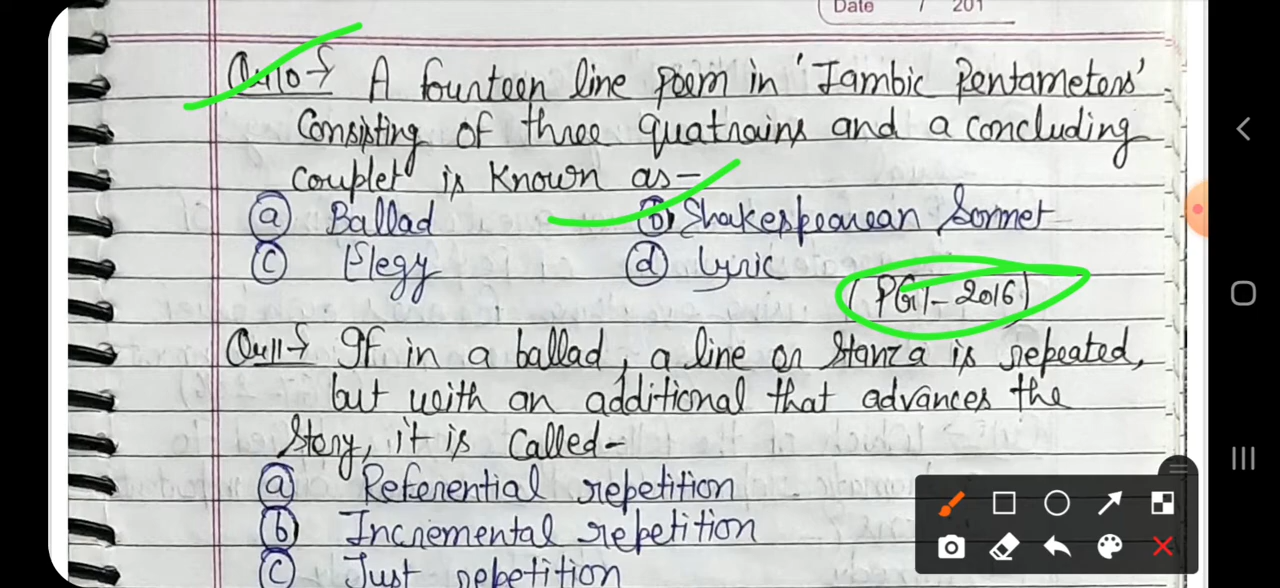 Date / 201
Qu10→ A fourteen line poem in 'Iambic Pentameters'
Consisting of three quatrains and a concluding
couplet is known as-
(a) Ballad (b) Shakespearean Sonnet
(c) Elegy (d) Lyric
(PGT-2016)
Qu11→ If in a ballad, a line or stanza is repeated,
but with an additional that advances the
story, it is called-
(a) Referential repetition
(b) Incremental repetition
(c) Just repetition